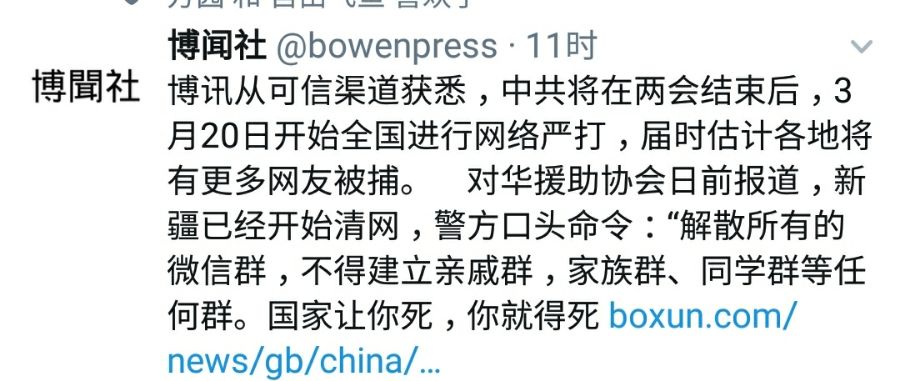 博闻社 @bowenpress · 11时
博聞社
博讯从可信渠道获悉，中共将在两会结束后，3
月20日开始全国进行网络严打，届时估计各地将
有更多网友被捕。 对华援助协会日前报道，新
疆已经开始清网，警方口头命令：“解散所有的
微信群，不得建立亲戚群，家族群、同学群等任
何群。国家让你死，你就得死 boxun.com/
news/gb/china/…